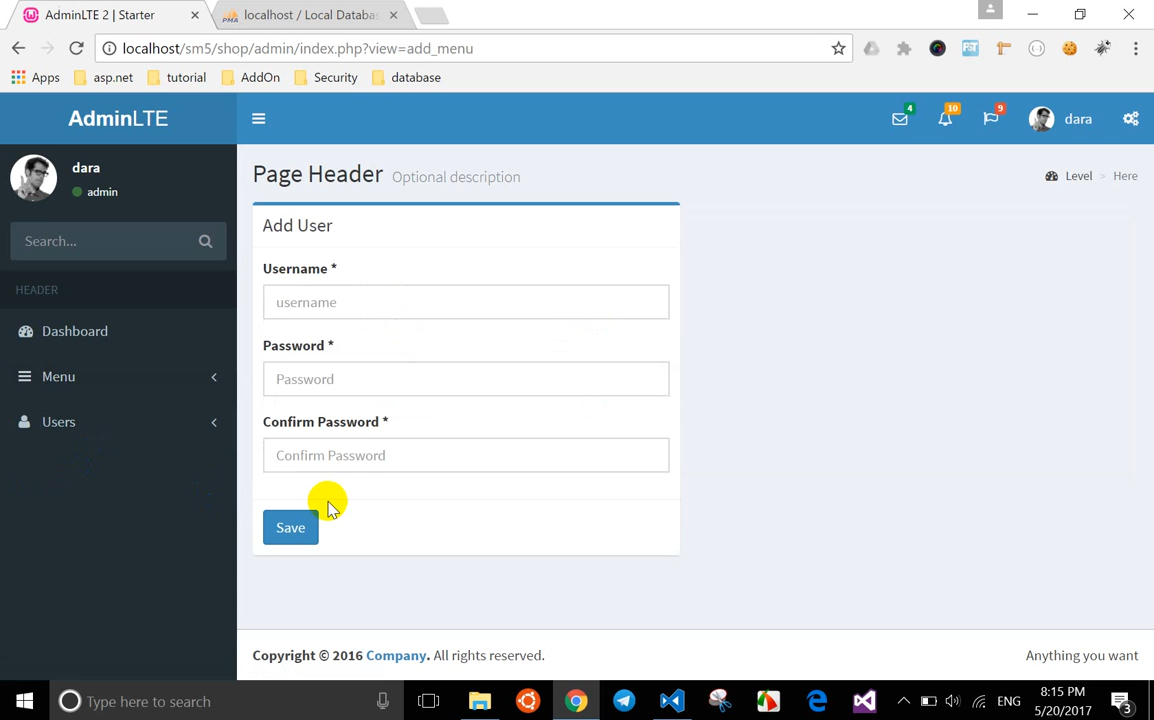 AdminLTE 2 | Starter
localhost / Local Databas
localhost/sm5/shop/admin/index.php?view=add_menu
Apps asp.net tutorial AddOn Security database
AdminLTE
4 10 9 dara
dara
admin
Search...
HEADER
Dashboard
Menu
Users
Page Header Optional description
Level > Here
Add User
Username *
username
Password *
Password
Confirm Password *
Confirm Password
Save
Copyright © 2016 Company. All rights reserved.
Anything you want
Type here to search
ENG
8:15 PM
5/20/2017
3